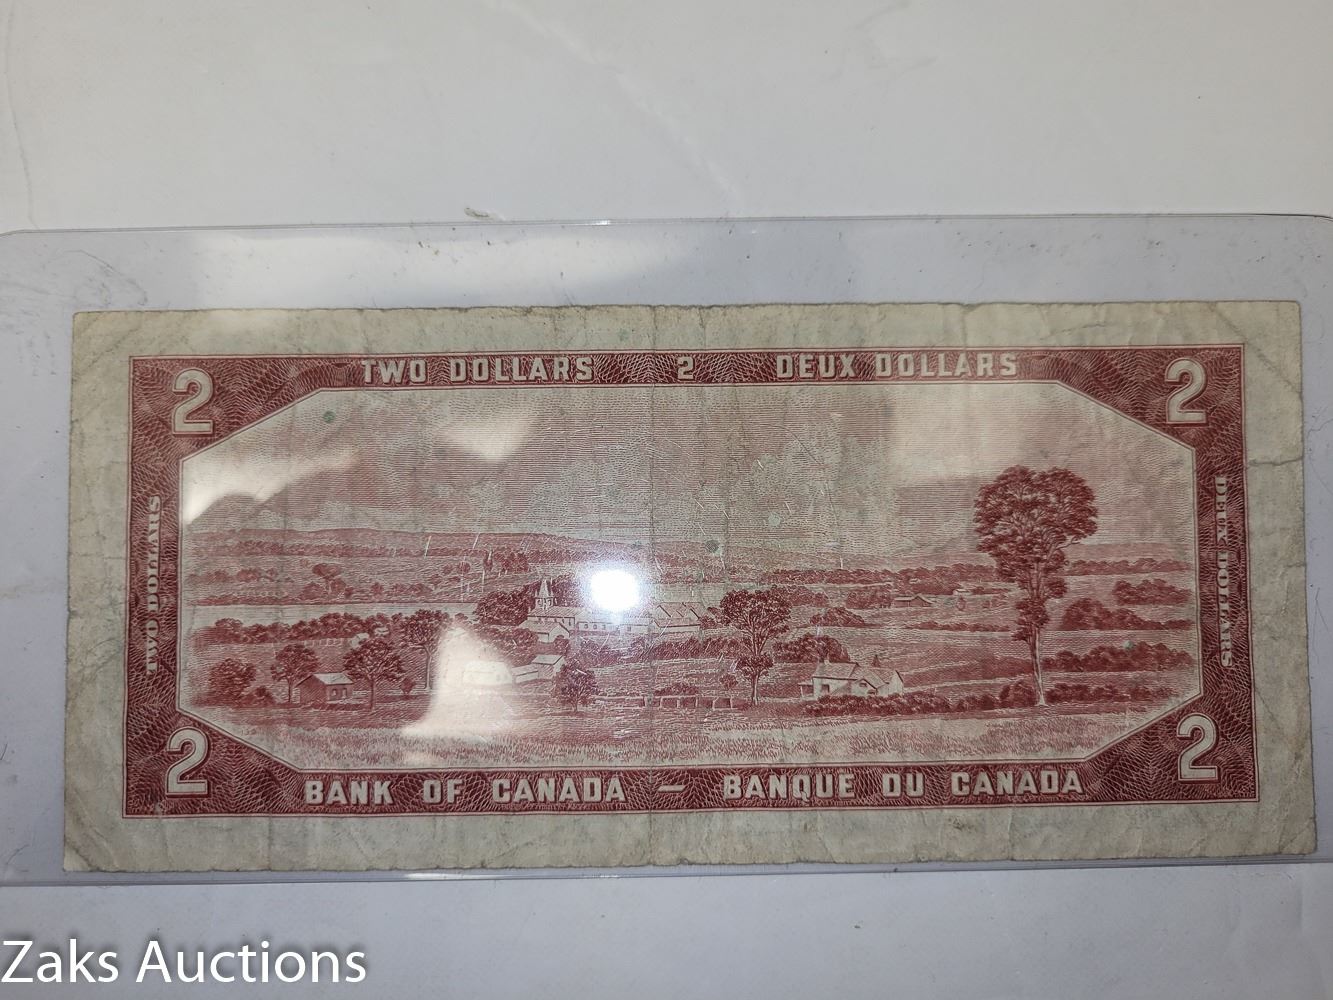 TWO DOLLARS 2 DEUX DOLLARS
2 2
TWO DOLLARS
DEUX DOLLARS
2 2
BANK OF CANADA — BANQUE DU CANADA
Zaks Auctions